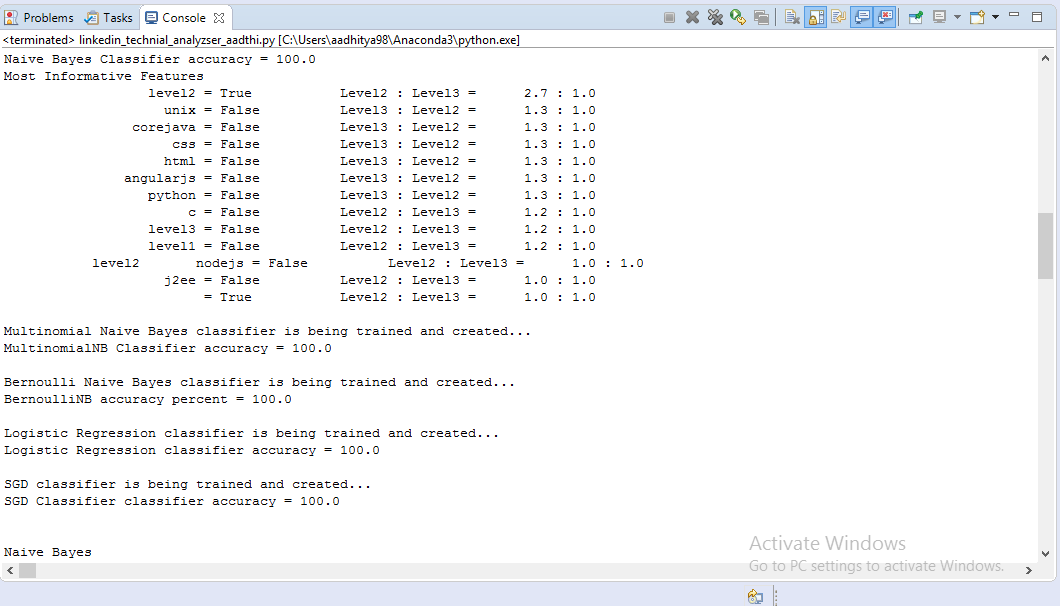 Problems Tasks Console
<terminated> linkedin_technial_analyzser_aadthi.py [C:\Users\aadhitya98\Anaconda3\python.exe]
Naive Bayes Classifier accuracy = 100.0
Most Informative Features
level2 = True Level2 : Level3 = 2.7 : 1.0
unix = False Level3 : Level2 = 1.3 : 1.0
corejava = False Level3 : Level2 = 1.3 : 1.0
css = False Level3 : Level2 = 1.3 : 1.0
html = False Level3 : Level2 = 1.3 : 1.0
angularjs = False Level3 : Level2 = 1.3 : 1.0
python = False Level3 : Level2 = 1.3 : 1.0
c = False Level2 : Level3 = 1.2 : 1.0
level3 = False Level2 : Level3 = 1.2 : 1.0
level1 = False Level2 : Level3 = 1.2 : 1.0
level2 nodejs = False Level2 : Level3 = 1.0 : 1.0
j2ee = False Level2 : Level3 = 1.0 : 1.0
= True Level2 : Level3 = 1.0 : 1.0
Multinomial Naive Bayes classifier is being trained and created...
MultinomialNB Classifier accuracy = 100.0
Bernoulli Naive Bayes classifier is being trained and created...
BernoulliNB accuracy percent = 100.0
Logistic Regression classifier is being trained and created...
Logistic Regression classifier accuracy = 100.0
SGD classifier is being trained and created...
SGD Classifier classifier accuracy = 100.0
Naive Bayes
Activate Windows
Go to PC settings to activate Windows.